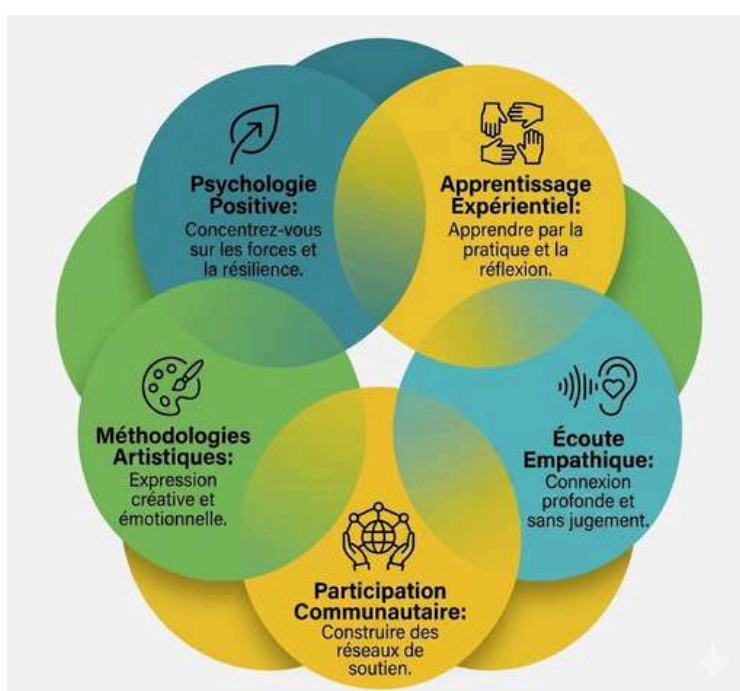 Psychologie
Positive:
Concentrez-vous
sur les forces et
la résilience.
Apprentissage
Expérientiel:
Apprendre par la
pratique et la
réflexion.
Méthodologies
Artistiques:
Expression
créative et
émotionnelle.
Écoute
Empathique:
Connexion
profonde et
sans jugement.
Participation
Communautaire:
Construire des
réseaux de
soutien.